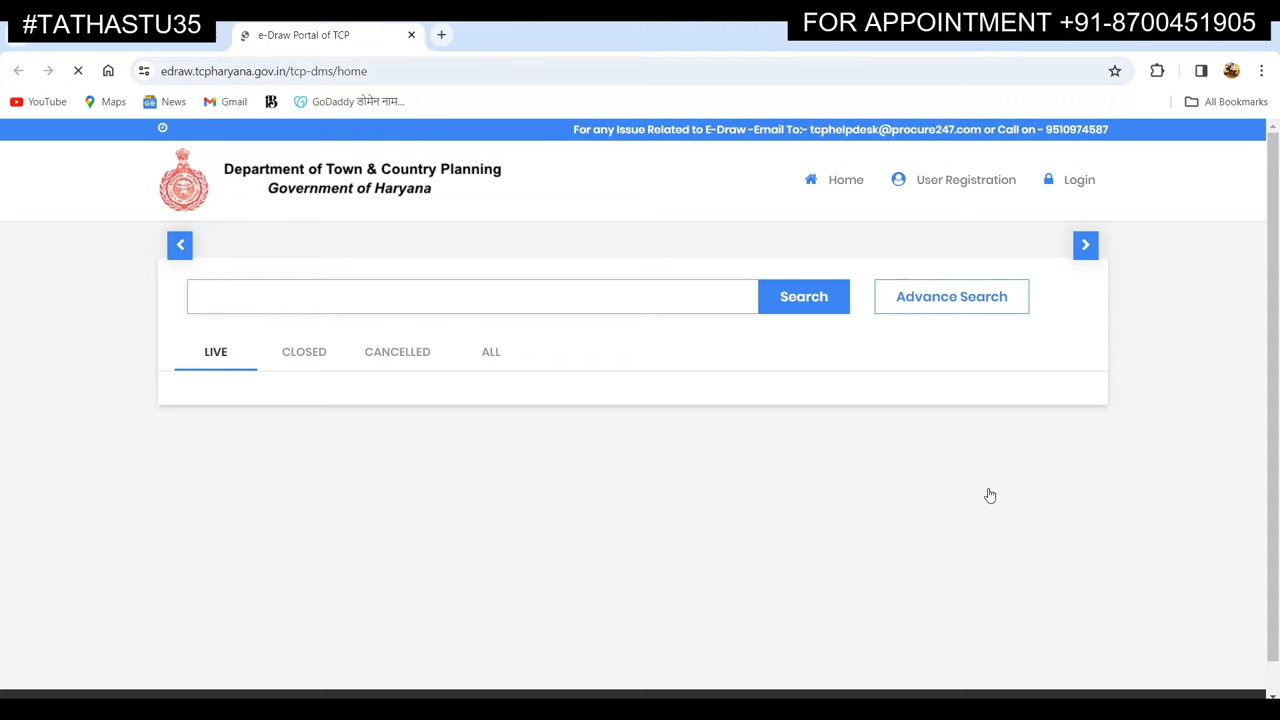 #TATHASTU35
FOR APPOINTMENT +91-8700451905
e-Draw Portal of TCP
edraw.tcpharyana.gov.in/tcp-dms/home
YouTube
Maps
News
Gmail
GoDaddy डोमेन नाम...
All Bookmarks
For any Issue Related to E-Draw -Email To:- tcphelpdesk@procure247.com or Call on - 9510974587
Department of Town & Country Planning
Government of Haryana
Home
User Registration
Login
Search
Advance Search
LIVE
CLOSED
CANCELLED
ALL